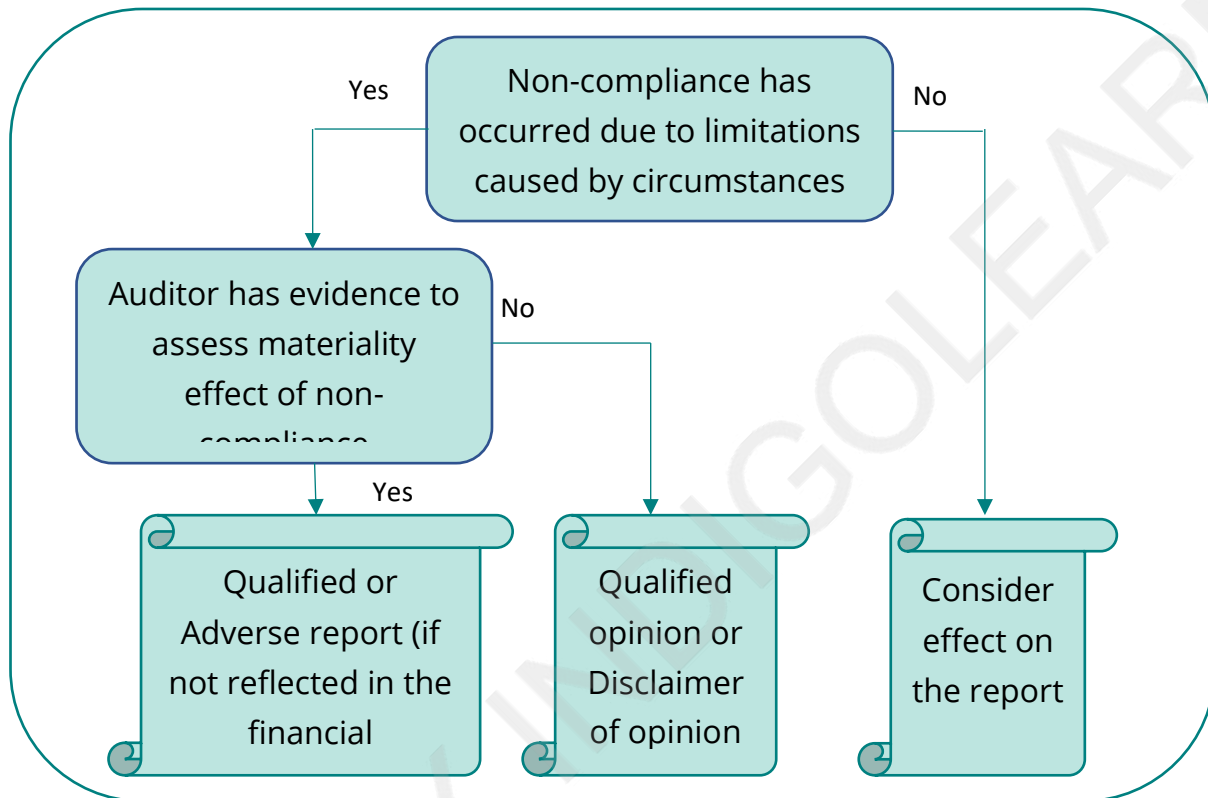 Non-compliance has
occurred due to limitations
caused by circumstances
Yes
No
Auditor has evidence to
assess materiality
effect of non-
compliance
No
Yes
Qualified or
Adverse report (if
not reflected in the
financial
Qualified
opinion or
Disclaimer
of opinion
Consider
effect on
the report
INDIGOLEAR